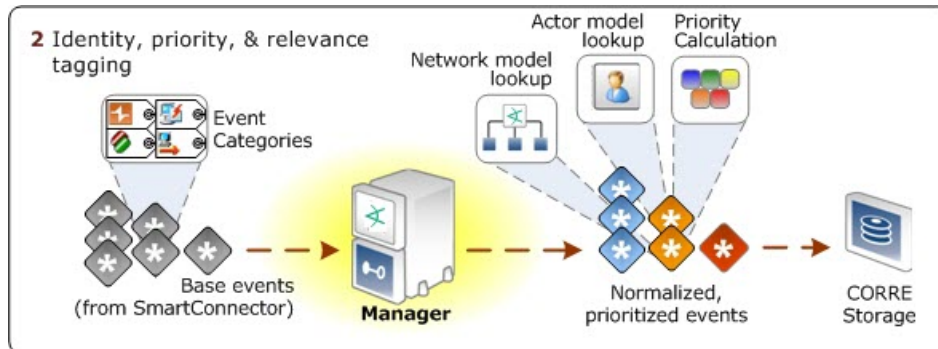 2 Identity, priority, & relevance
tagging
Event
Categories
Network model
lookup
Actor model
lookup
Priority
Calculation
Base events
(from SmartConnector)
Manager
Normalized,
prioritized events
CORRE
Storage